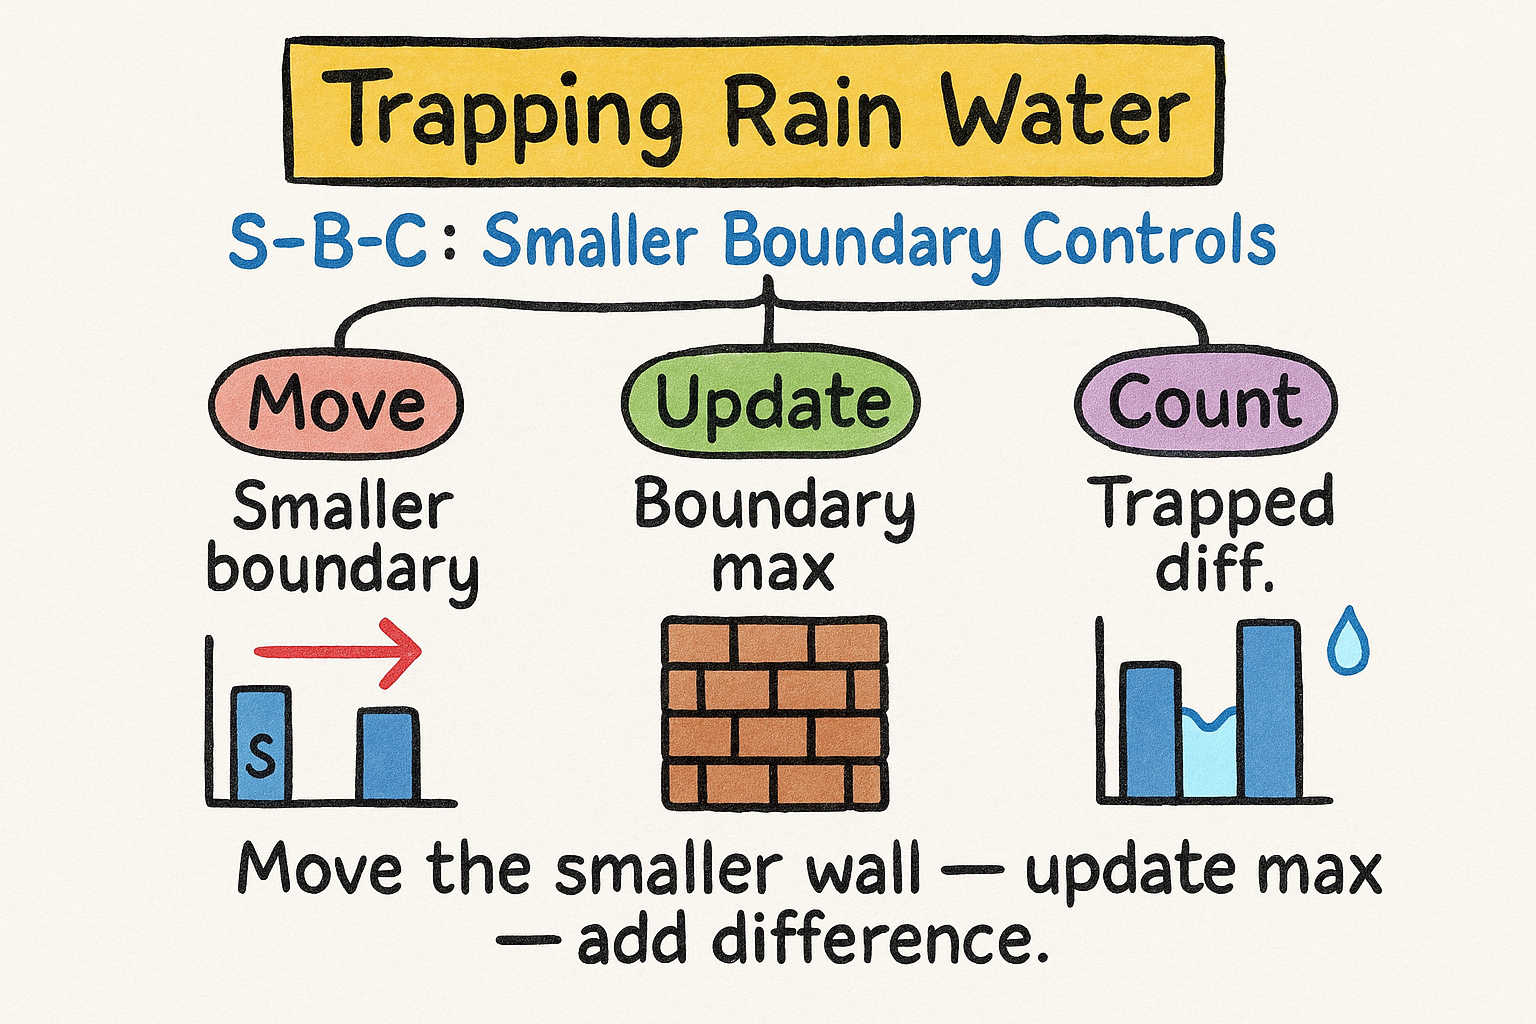 Trapping Rain Water
S-B-C: Smaller Boundary Controls
Move
Smaller
boundary
S
Update
Boundary
max
Count
Trapped
diff.
Move the smaller wall — update max
— add difference.